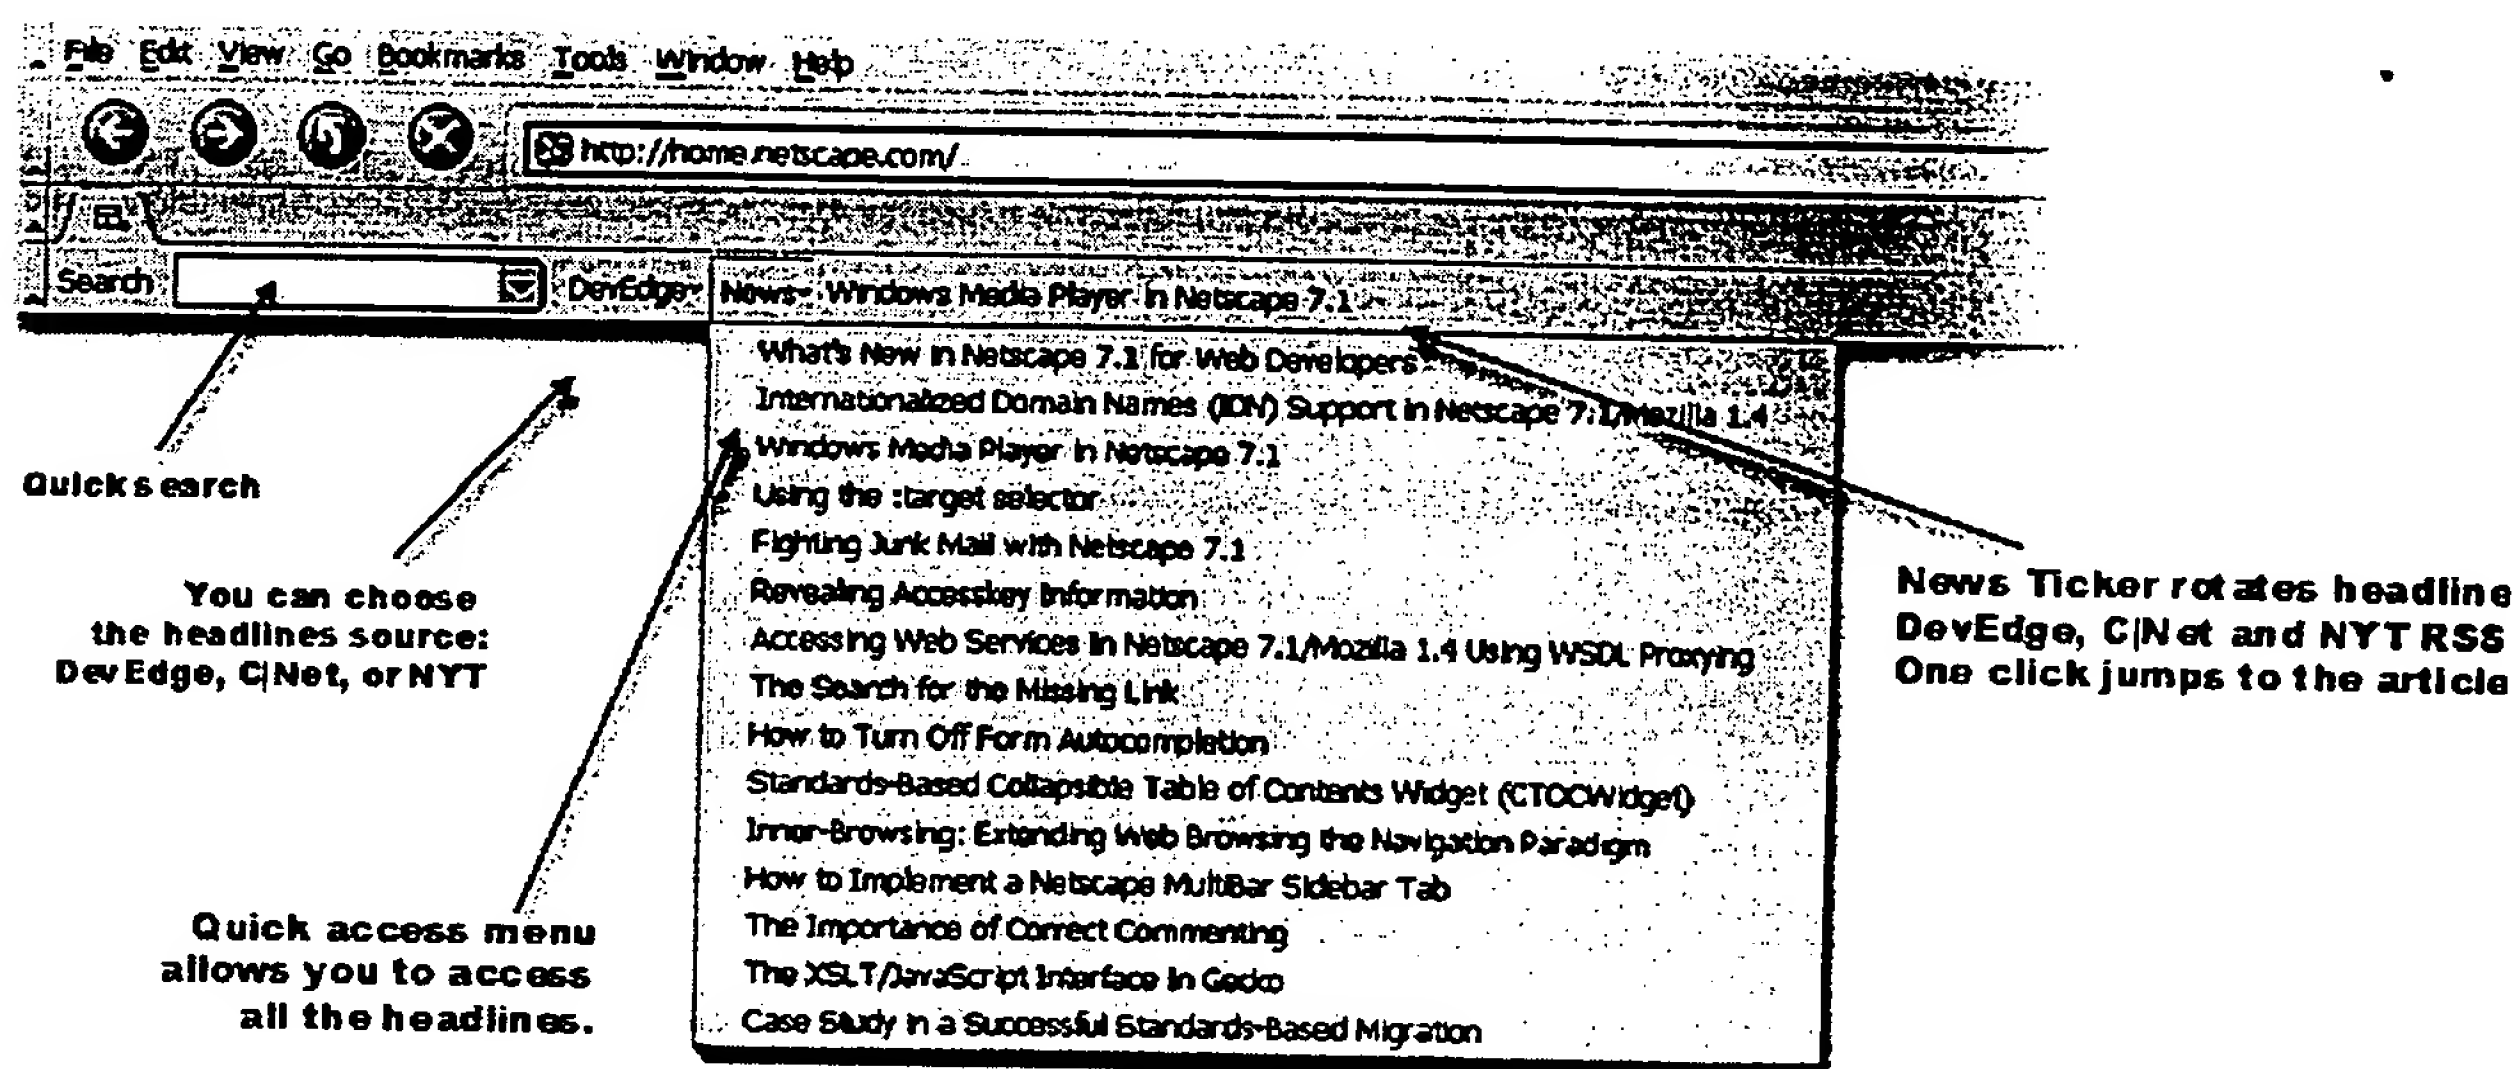 File Edit View Go Bookmarks Tools Window Help
http://home.netscape.com/
Search DevEdge News Windows Media Player in Netscape 7.1
What's New in Netscape 7.1 for Web Developers
Internationalized Domain Names (IDN) Support in Netscape 7.1/Mozilla 1.4
Windows Media Player in Netscape 7.1
Using the :target selector
Fighting Junk Mail with Netscape 7.1
Revealing Accesskey Information
Accessing Web Services in Netscape 7.1/Mozilla 1.4 Using WSDL Proxying
The Search for the Missing Link
How to Turn Off Form Autocompletion
Standards-Based Collapsible Table of Contents Widget (CTOCWidget)
Inner-Browsing: Extending Web Browsing the Navigation Paradigm
How to Implement a Netscape MultiBar Sidebar Tab
The Importance of Correct Commenting
The XSLT/JavaScript Interface in Gecko
Case Study in a Successful Standards-Based Migration
Quick search
You can choose
the headlines source:
DevEdge, C|Net, or NYT
Quick access menu
allows you to access
all the headlines.
News Ticker rotates headline
DevEdge, C|Net and NYT RSS
One click jumps to the article